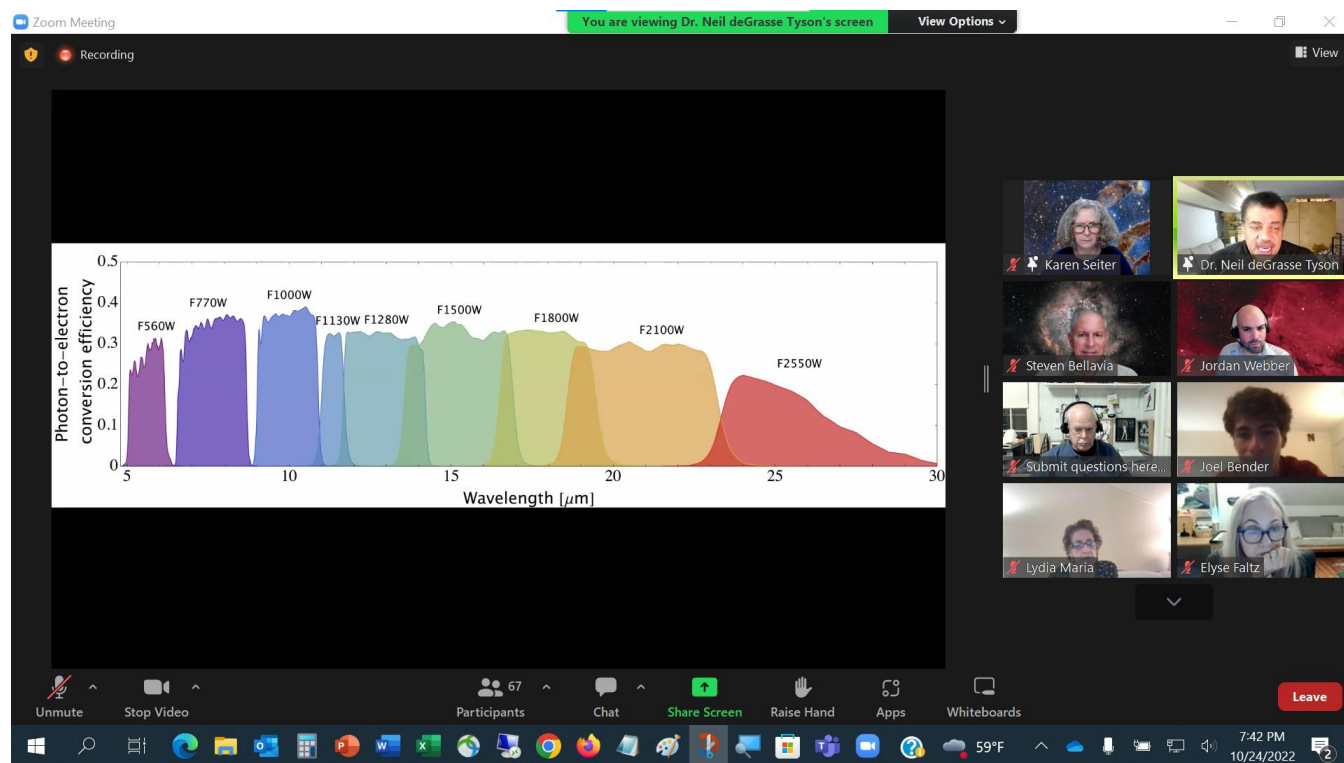 Zoom Meeting
You are viewing Dr. Neil deGrasse Tyson's screen
View Options
Recording
View
Photon-to-electron
conversion efficiency
0.5
0.4
0.3
0.2
0.1
0
F560W
F770W
F1000W
F1130W
F1280W
F1500W
F1800W
F2100W
F2550W
5
10
15
20
25
30
Wavelength [μm]
Karen Seiter
Dr. Neil deGrasse Tyson
Steven Bellavia
Jordan Webber
Submit questions here...
Joel Bender
Lydia Maria
Elyse Faltz
Unmute
Stop Video
67
Participants
Chat
Share Screen
Raise Hand
Apps
Whiteboards
Leave
59°F
7:42 PM
10/24/2022
2